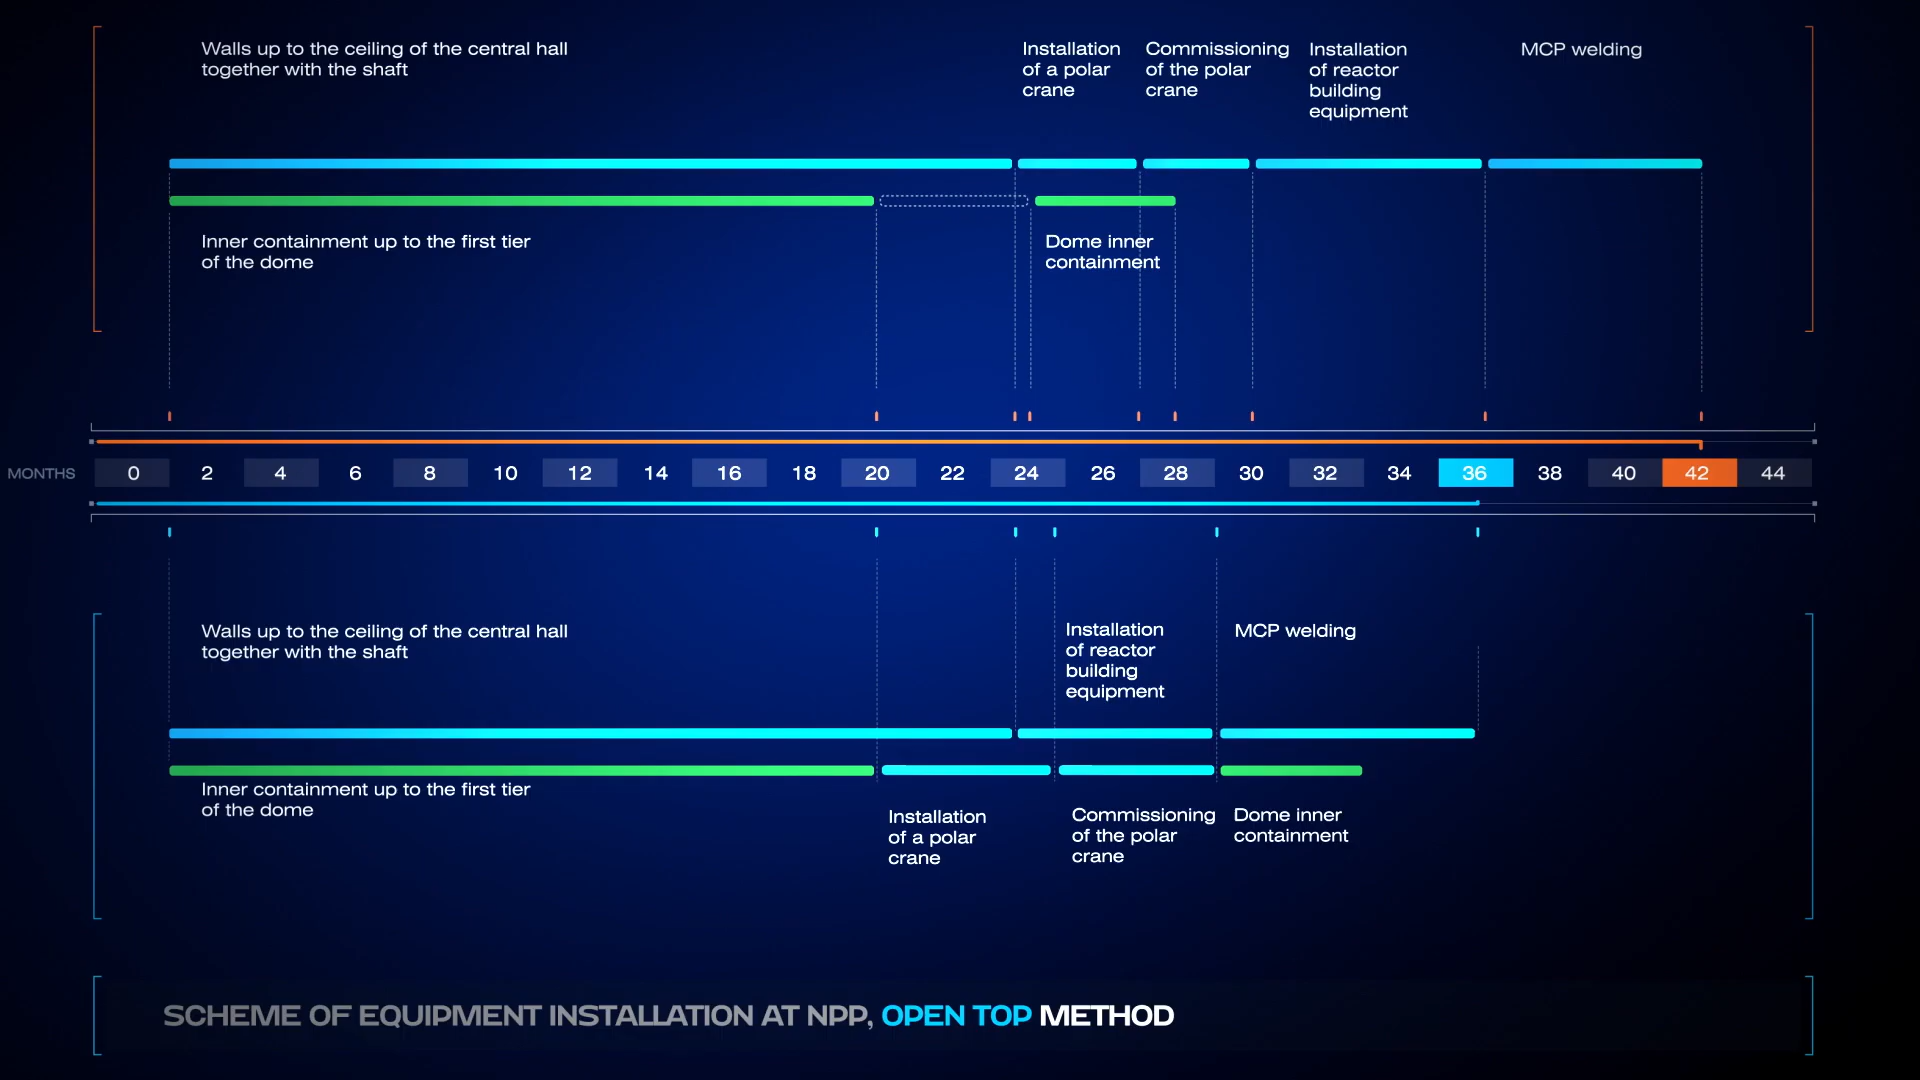 Walls up to the ceiling of the central hall
together with the shaft
Installation
of a polar
crane
Commissioning
of the polar
crane
Installation
of reactor
building
equipment
MCP welding
Inner containment up to the first tier
of the dome
Dome inner
containment
MONTHS 0 2 4 6 8 10 12 14 16 18 20 22 24 26 28 30 32 34 36 38 40 42 44
Walls up to the ceiling of the central hall
together with the shaft
Installation
of reactor
building
equipment
MCP welding
Inner containment up to the first tier
of the dome
Installation
of a polar
crane
Commissioning
of the polar
crane
Dome inner
containment
SCHEME OF EQUIPMENT INSTALLATION AT NPP, OPEN TOP METHOD